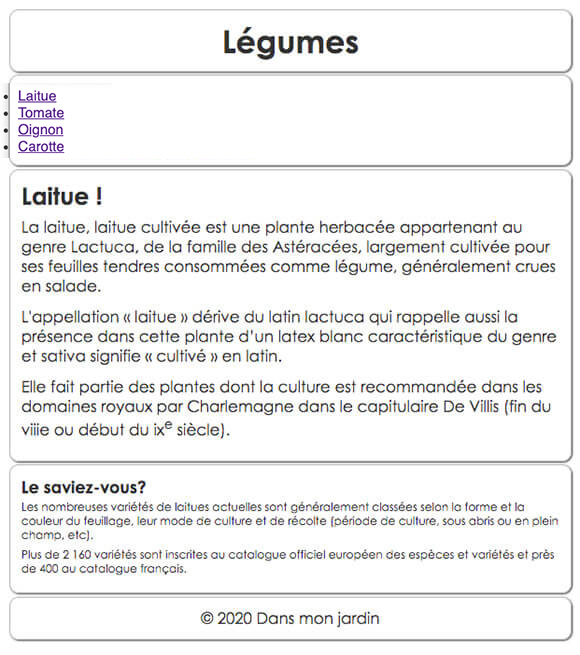 Légumes
Laitue
Tomate
Oignon
Carotte
Laitue !
La laitue, laitue cultivée est une plante herbacée appartenant au
genre Lactuca, de la famille des Astéracées, largement cultivée pour
ses feuilles tendres consommées comme légume, généralement crues
en salade.
L'appellation « laitue » dérive du latin lactuca qui rappelle aussi la
présence dans cette plante d'un latex blanc caractéristique du genre
et sativa signifie « cultivé » en latin.
Elle fait partie des plantes dont la culture est recommandée dans les
domaines royaux par Charlemagne dans le capitulaire De Villis (fin du
viiie ou début du ixe siècle).
Le saviez-vous?
Les nombreuses variétés de laitues actuelles sont généralement classées selon la forme et la
couleur du feuillage, leur mode de culture et de récolte (période de culture, sous abris ou en plein
champ, etc).
Plus de 2 160 variétés sont inscrites au catalogue officiel européen des espèces et variétés et près
de 400 au catalogue français.
© 2020 Dans mon jardin